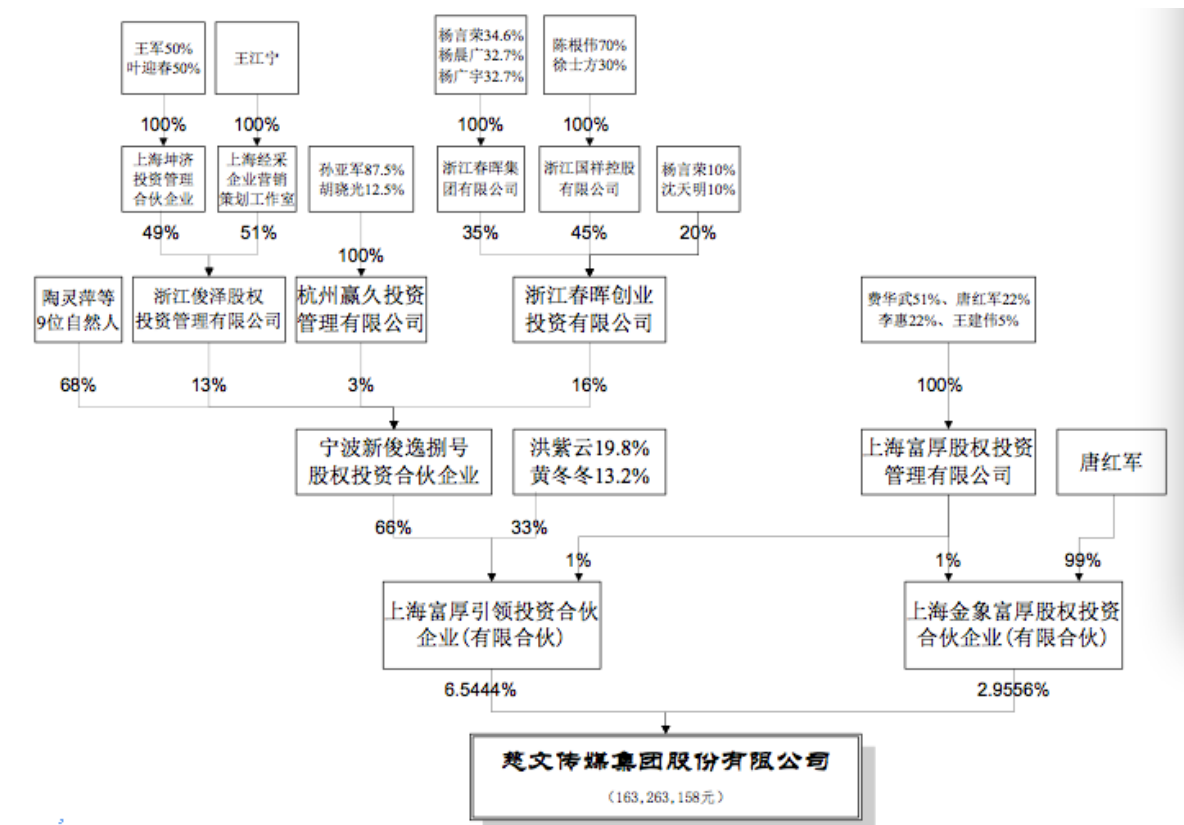 王军50%
叶迎春50%
王江宁
杨言荣34.6%
杨晨广32.7%
杨广宇32.7%
陈根伟70%
徐士方30%
100%
100%
100%
100%
上海坤济
投资管理
合伙企业
上海经采
企业营销
策划工作室
孙亚军87.5%
胡晓光12.5%
浙江春晖集
团有限公司
浙江国祥控股
有限公司
杨言荣10%
沈天明10%
49%
51%
35%
45%
20%
100%
陶灵萍等
9位自然人
浙江俊泽股权
投资管理有限公司
杭州赢久投资
管理有限公司
浙江春晖创业
投资有限公司
费华武51%、唐红军22%
李惠22%、王建伟5%
68%
13%
3%
16%
100%
宁波新俊逸捌号
股权投资合伙企业
洪紫云19.8%
黄冬冬13.2%
上海富厚股权投资
管理有限公司
唐红军
66%
33%
1%
1%
99%
上海富厚引领投资合伙
企业(有限合伙)
上海金象富厚股权投资
合伙企业(有限合伙)
6.5444%
2.9556%
慈文传媒集团股份有限公司
（163,263,158元）